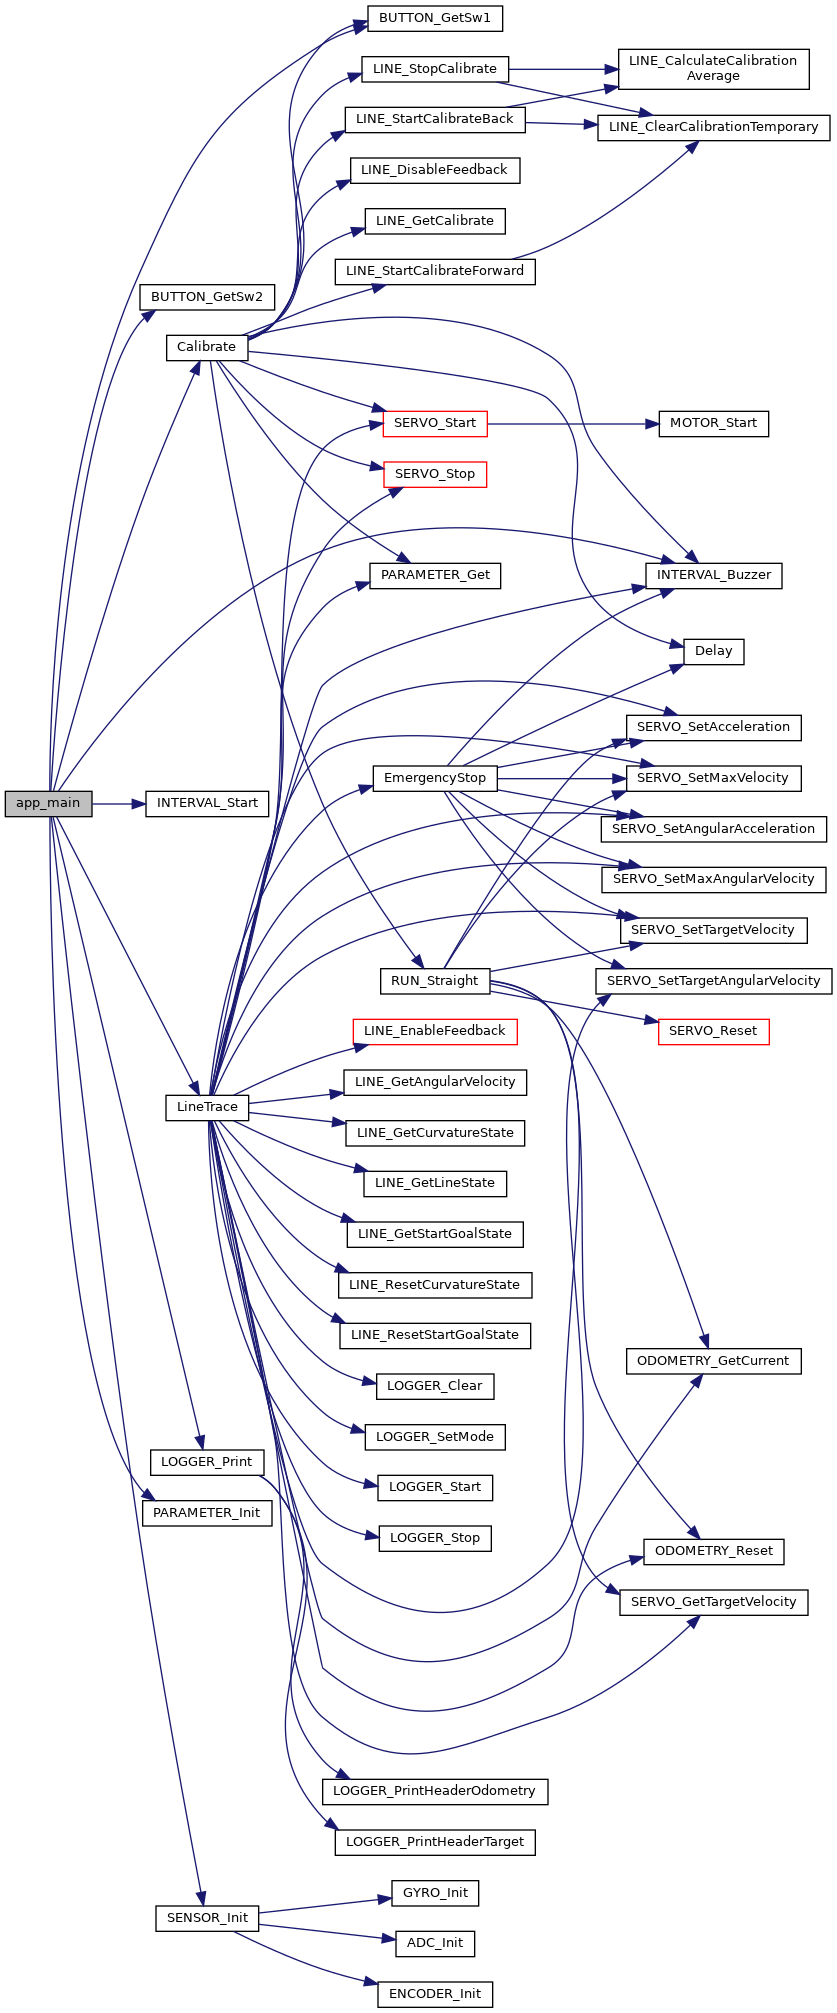 BUTTON_GetSw1
LINE_StopCalibrate
LINE_CalculateCalibration
Average
LINE_StartCalibrateBack
LINE_ClearCalibrationTemporary
LINE_DisableFeedback
LINE_GetCalibrate
LINE_StartCalibrateForward
BUTTON_GetSw2
Calibrate
SERVO_Start
MOTOR_Start
SERVO_Stop
PARAMETER_Get
INTERVAL_Buzzer
Delay
SERVO_SetAcceleration
EmergencyStop
SERVO_SetMaxVelocity
app_main
INTERVAL_Start
SERVO_SetAngularAcceleration
SERVO_SetMaxAngularVelocity
SERVO_SetTargetVelocity
RUN_Straight
SERVO_SetTargetAngularVelocity
LINE_EnableFeedback
SERVO_Reset
LINE_GetAngularVelocity
LineTrace
LINE_GetCurvatureState
LINE_GetLineState
LINE_GetStartGoalState
LINE_ResetCurvatureState
LINE_ResetStartGoalState
ODOMETRY_GetCurrent
LOGGER_Clear
LOGGER_SetMode
LOGGER_Print
LOGGER_Start
PARAMETER_Init
LOGGER_Stop
ODOMETRY_Reset
SERVO_GetTargetVelocity
LOGGER_PrintHeaderOdometry
LOGGER_PrintHeaderTarget
GYRO_Init
SENSOR_Init
ADC_Init
ENCODER_Init